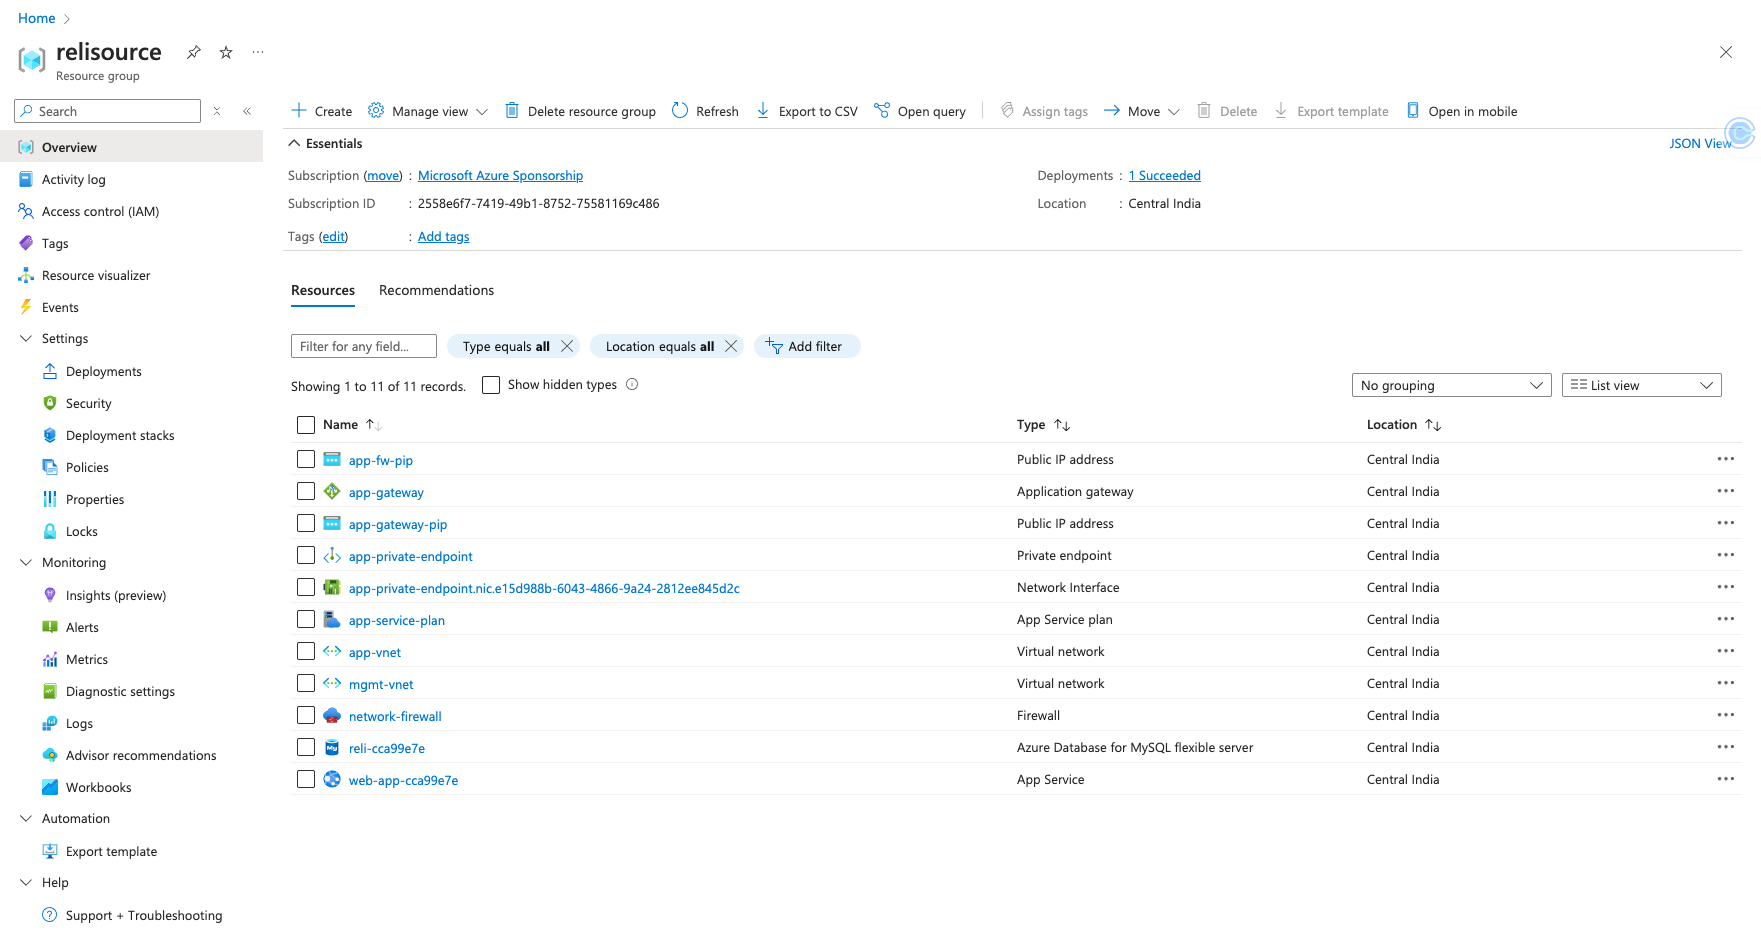 Home
relisource
Resource group
Search
Overview
Activity log
Access control (IAM)
Tags
Resource visualizer
Events
Settings
Deployments
Security
Deployment stacks
Policies
Properties
Locks
Monitoring
Insights (preview)
Alerts
Metrics
Diagnostic settings
Logs
Advisor recommendations
Workbooks
Automation
Export template
Help
Support + Troubleshooting
Create Manage view Delete resource group Refresh Export to CSV Open query Assign tags Move Delete Export template Open in mobile
Essentials JSON View
Subscription (move) : Microsoft Azure Sponsorship Deployments : 1 Succeeded
Subscription ID : 2558e6f7-7419-49b1-8752-75581169c486 Location : Central India
Tags (edit) : Add tags
Resources Recommendations
Filter for any field... Type equals all Location equals all Add filter
Showing 1 to 11 of 11 records. Show hidden types No grouping List view
Name Type Location
app-fw-pip Public IP address Central India
app-gateway Application gateway Central India
app-gateway-pip Public IP address Central India
app-private-endpoint Private endpoint Central India
app-private-endpoint.nic.e15d988b-6043-4866-9a24-2812ee845d2c Network Interface Central India
app-service-plan App Service plan Central India
app-vnet Virtual network Central India
mgmt-vnet Virtual network Central India
network-firewall Firewall Central India
reli-cca99e7e Azure Database for MySQL flexible server Central India
web-app-cca99e7e App Service Central India